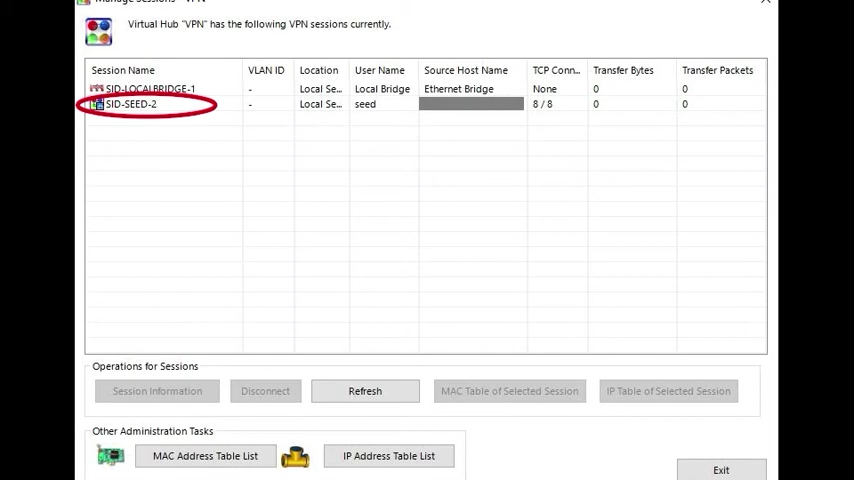 Manage Sessions - "VPN"
Virtual Hub "VPN" has the following VPN sessions currently.
Session Name VLAN ID Location User Name Source Host Name TCP Conn... Transfer Bytes Transfer Packets
SID-LOCALBRIDGE-1 - Local Se... Local Bridge Ethernet Bridge None 0 0
SID-SEED-2 - Local Se... seed 8 / 8 0 0
Operations for Sessions
Session Information Disconnect Refresh MAC Table of Selected Session IP Table of Selected Session
Other Administration Tasks
MAC Address Table List IP Address Table List
Exit